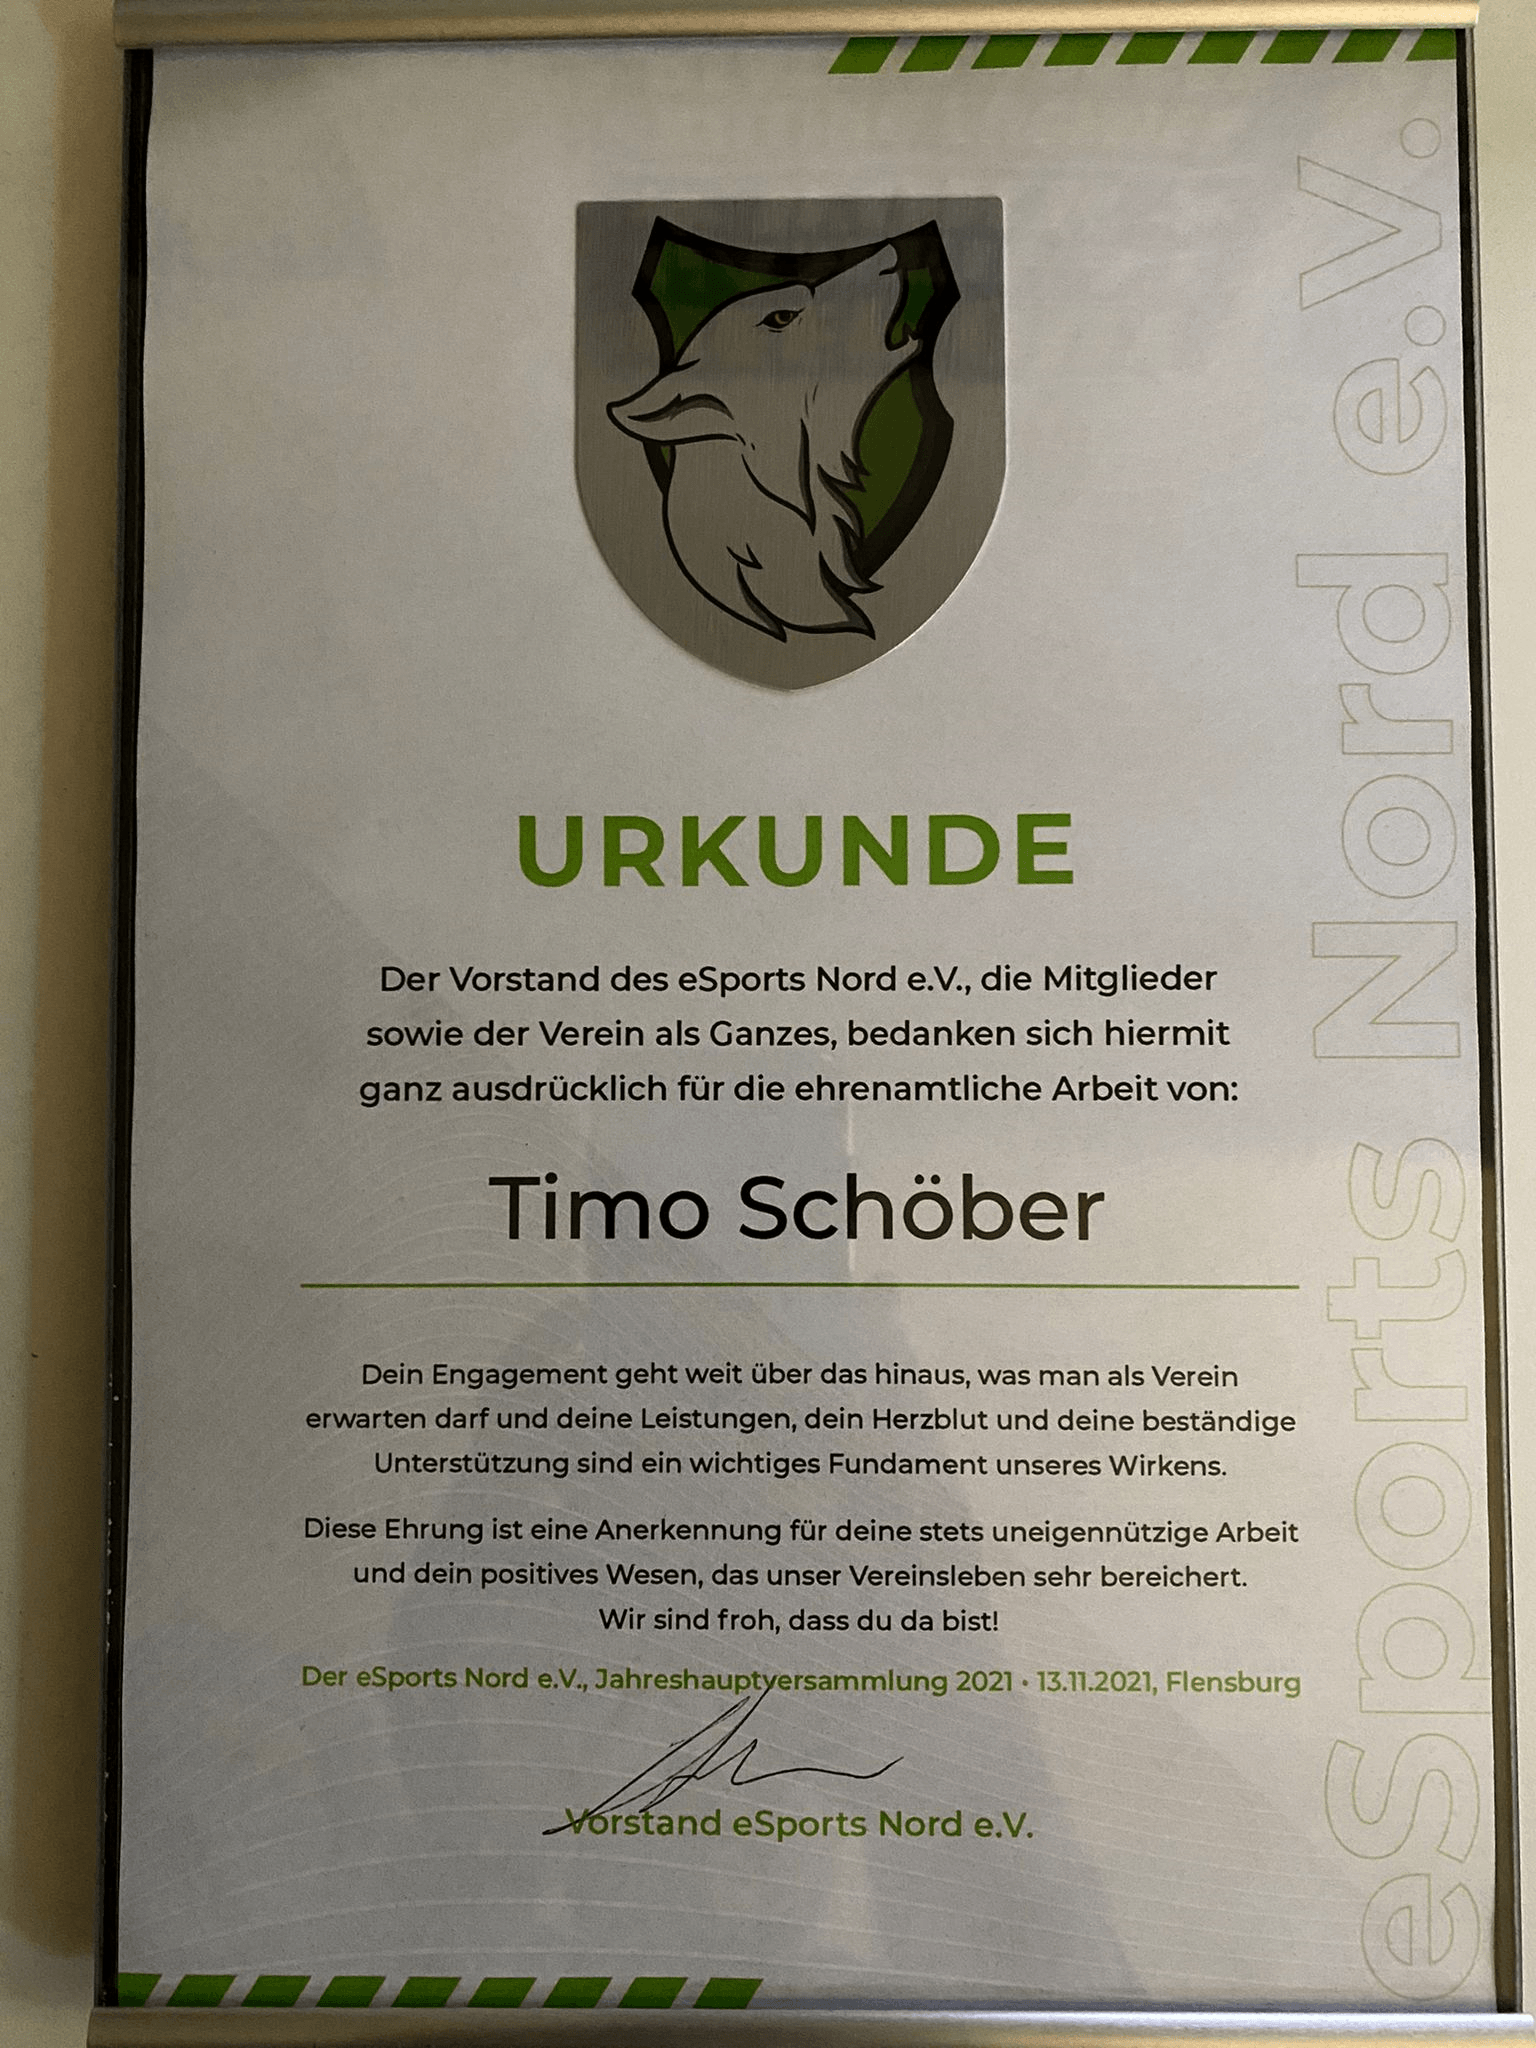 URKUNDE
Der Vorstand des eSports Nord e.V., die Mitglieder
sowie der Verein als Ganzes, bedanken sich hiermit
ganz ausdrücklich für die ehrenamtliche Arbeit von:
Timo Schöber
Dein Engagement geht weit über das hinaus, was man als Verein
erwarten darf und deine Leistungen, dein Herzblut und deine beständige
Unterstützung sind ein wichtiges Fundament unseres Wirkens.
Diese Ehrung ist eine Anerkennung für deine stets uneigennützige Arbeit
und dein positives Wesen, das unser Vereinsleben sehr bereichert.
Wir sind froh, dass du da bist!
Der eSports Nord e.V., Jahreshauptversammlung 2021 • 13.11.2021, Flensburg
Vorstand eSports Nord e.V.
eSports Nord e.V.